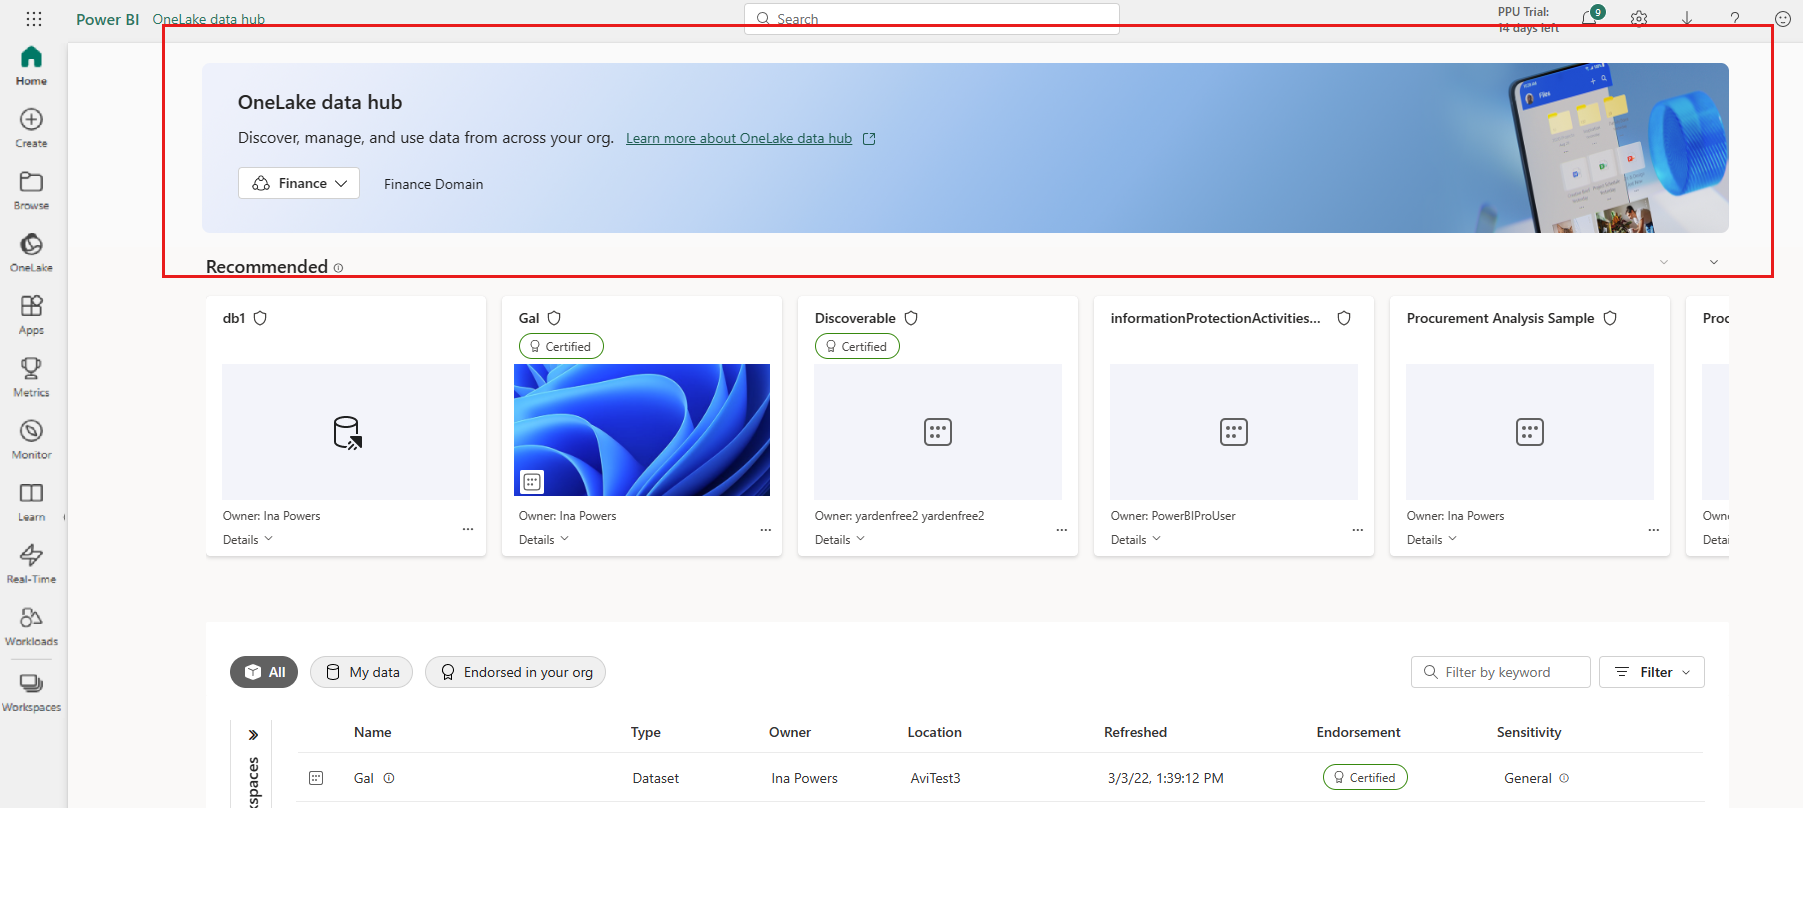 Power BI OneLake data hub
Search
PPU Trial:
14 days left
9
Home
Create
Browse
OneLake
Apps
Metrics
Monitor
Learn
Real-Time
Workloads
Workspaces
OneLake data hub
Discover, manage, and use data from across your org. Learn more about OneLake data hub
Finance Finance Domain
Files
Recommended
db1
Owner: Ina Powers
Details
Gal
Certified
Owner: Ina Powers
Details
Discoverable
Certified
Owner: yardenfree2 yardenfree2
Details
informationProtectionActivities...
Owner: PowerBIProUser
Details
Procurement Analysis Sample
Owner: Ina Powers
Details
Proc
Owne
Detai
All My data Endorsed in your org Filter by keyword Filter
Name Type Owner Location Refreshed Endorsement Sensitivity
Gal Dataset Ina Powers AviTest3 3/3/22, 1:39:12 PM Certified General
kspaces